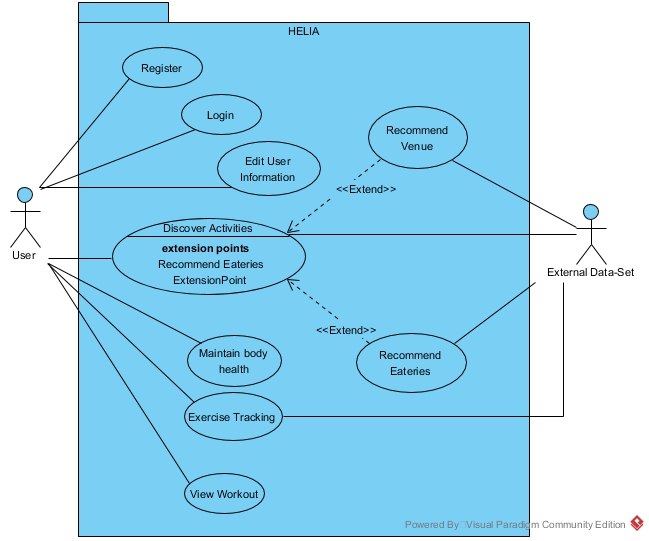 HELIA
Register
Login
Edit User
Information
Recommend
Venue
<<Extend>>
Discover Activities
extension points
Recommend Eateries
ExtensionPoint
User
External Data-Set
<<Extend>>
Maintain body
health
Recommend
Eateries
Exercise Tracking
View Workout
Powered By Visual Paradigm Community Edition